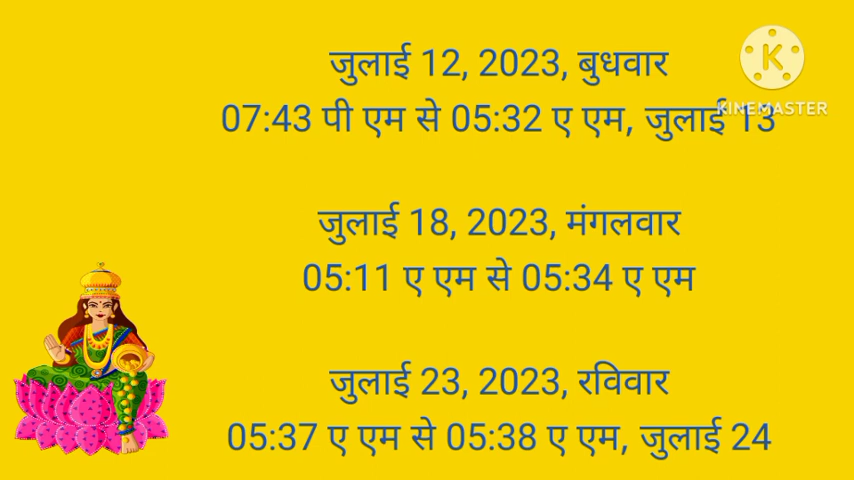 जुलाई 12, 2023, बुधवार
07:43 पी एम से 05:32 ए एम, जुलाई 13
K
KINEMASTER
जुलाई 18, 2023, मंगलवार
05:11 ए एम से 05:34 ए एम
जुलाई 23, 2023, रविवार
05:37 ए एम से 05:38 ए एम, जुलाई 24